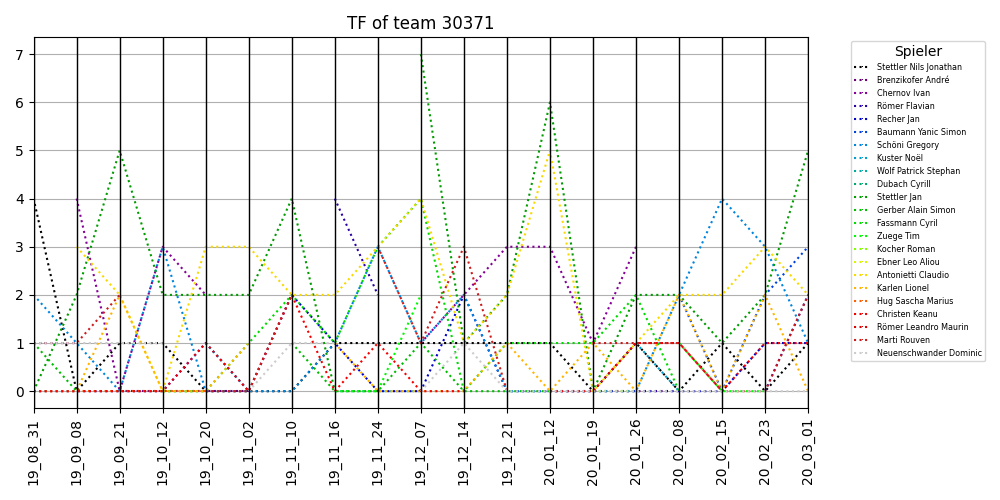 TF of team 30371
7
6
5
4
3
2
1
0
19_08_31
19_09_08
19_09_21
19_10_12
19_10_20
19_11_02
19_11_10
19_11_16
19_11_24
19_12_07
19_12_14
19_12_21
20_01_12
20_01_19
20_01_26
20_02_08
20_02_15
20_02_23
20_03_01
Spieler
Stettler Nils Jonathan
Brenzikofer André
Chernov Ivan
Römer Flavian
Recher Jan
Baumann Yanic Simon
Schöni Gregory
Kuster Noël
Wolf Patrick Stephan
Dubach Cyrill
Stettler Jan
Gerber Alain Simon
Fassmann Cyril
Zuege Tim
Kocher Roman
Ebner Leo Aliou
Antonietti Claudio
Karlen Lionel
Hug Sascha Marius
Christen Keanu
Römer Leandro Maurin
Marti Rouven
Neuenschwander Dominic